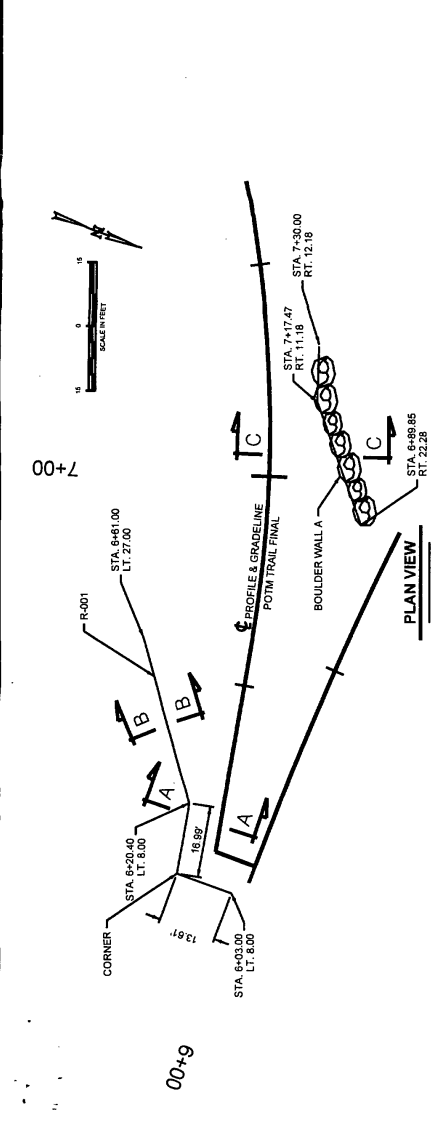 6+00
CORNER
STA. 6+03.00
LT. 8.00
13.61'
16.99'
STA. 6+20.40
LT. 8.00
A
A
B
B
R-001
STA. 6+61.00
LT. 27.00
7+00
15
0
15
SCALE IN FEET
N
℄ PROFILE & GRADELINE
POTM TRAIL FINAL
C
C
BOULDER WALL A
STA. 7+17.47
RT. 11.18
STA. 7+30.00
RT. 12.18
STA. 6+89.85
RT. 22.28
PLAN VIEW